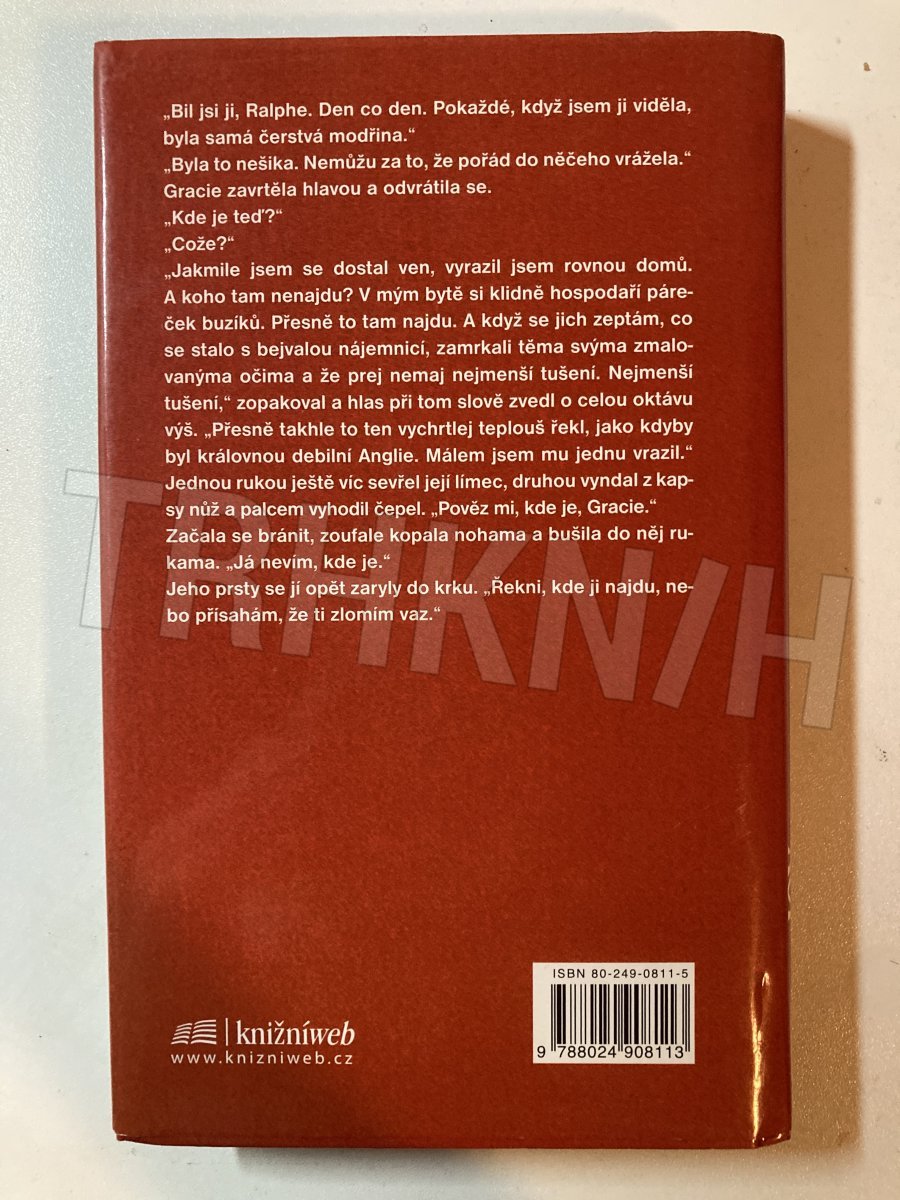 „Bil jsi ji, Ralphe. Den co den. Pokaždé, když jsem ji viděla,
byla samá čerstvá modřina.“
„Byla to nešika. Nemůžu za to, že pořád do něčeho vrážela.“
Gracie zavrtěla hlavou a odvrátila se.
„Kde je teď?“
„Cože?“
„Jakmile jsem se dostal ven, vyrazil jsem rovnou domů.
A koho tam nenajdu? V mým bytě si klidně hospodaří páre-
ček buzíků. Přesně to tam najdu. A když se jich zeptám, co
se stalo s bejvalou nájemnicí, zamrkali těma svýma zmalo-
vanýma očima a že prej nemaj nejmenší tušení. Nejmenší
tušení,“ zopakoval a hlas při tom slově zvedl o celou oktávu
výš. „Přesně takhle to ten vychrtlej teplouš řekl, jako kdyby
byl královnou debilní Anglie. Málem jsem mu jednu vrazil.“
Jednou rukou ještě víc sevřel její límec, druhou vyndal z kap-
sy nůž a palcem vyhodil čepel. „Pověz mi, kde je, Gracie.“
Začala se bránit, zoufale kopala nohama a bušila do něj ru-
kama. „Já nevím, kde je.“
Jeho prsty se jí opět zaryly do krku. „Řekni, kde ji najdu, ne-
bo přísahám, že ti zlomím vaz.“
TRHKNIH
ISBN 80-249-0811-5
9 788024 908113
knižníweb
www.knizniweb.cz